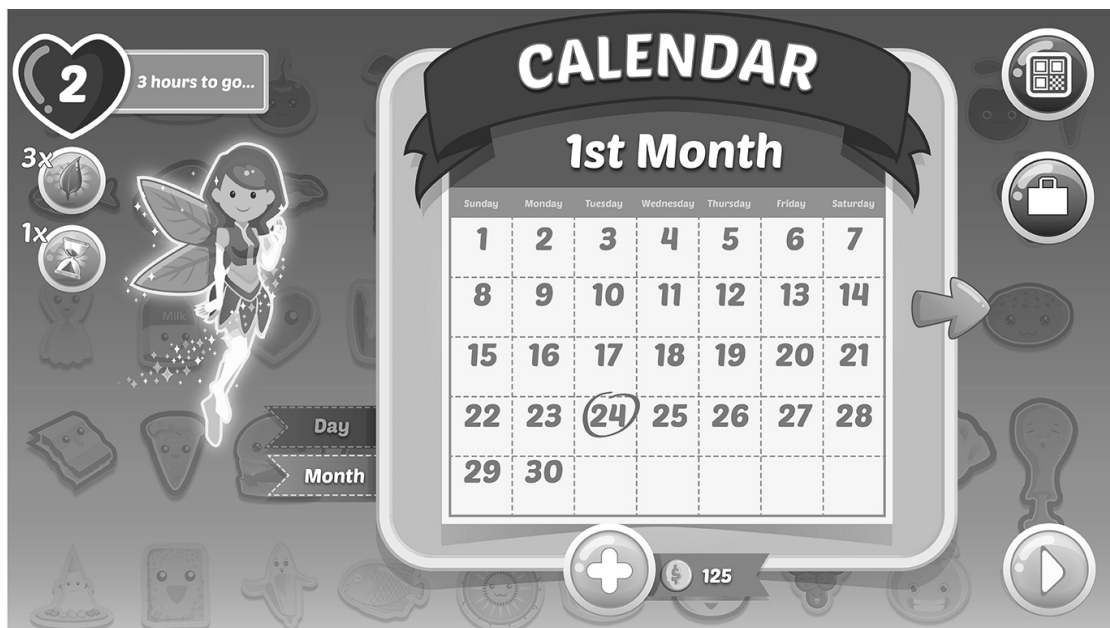 CALENDAR
1st Month
2
3 hours to go...
3x
1x
Sunday Monday Tuesday Wednesday Thursday Friday Saturday
1 2 3 4 5 6 7
8 9 10 11 12 13 14
15 16 17 18 19 20 21
22 23 24 25 26 27 28
29 30
Milk
Day
Month
$ 125